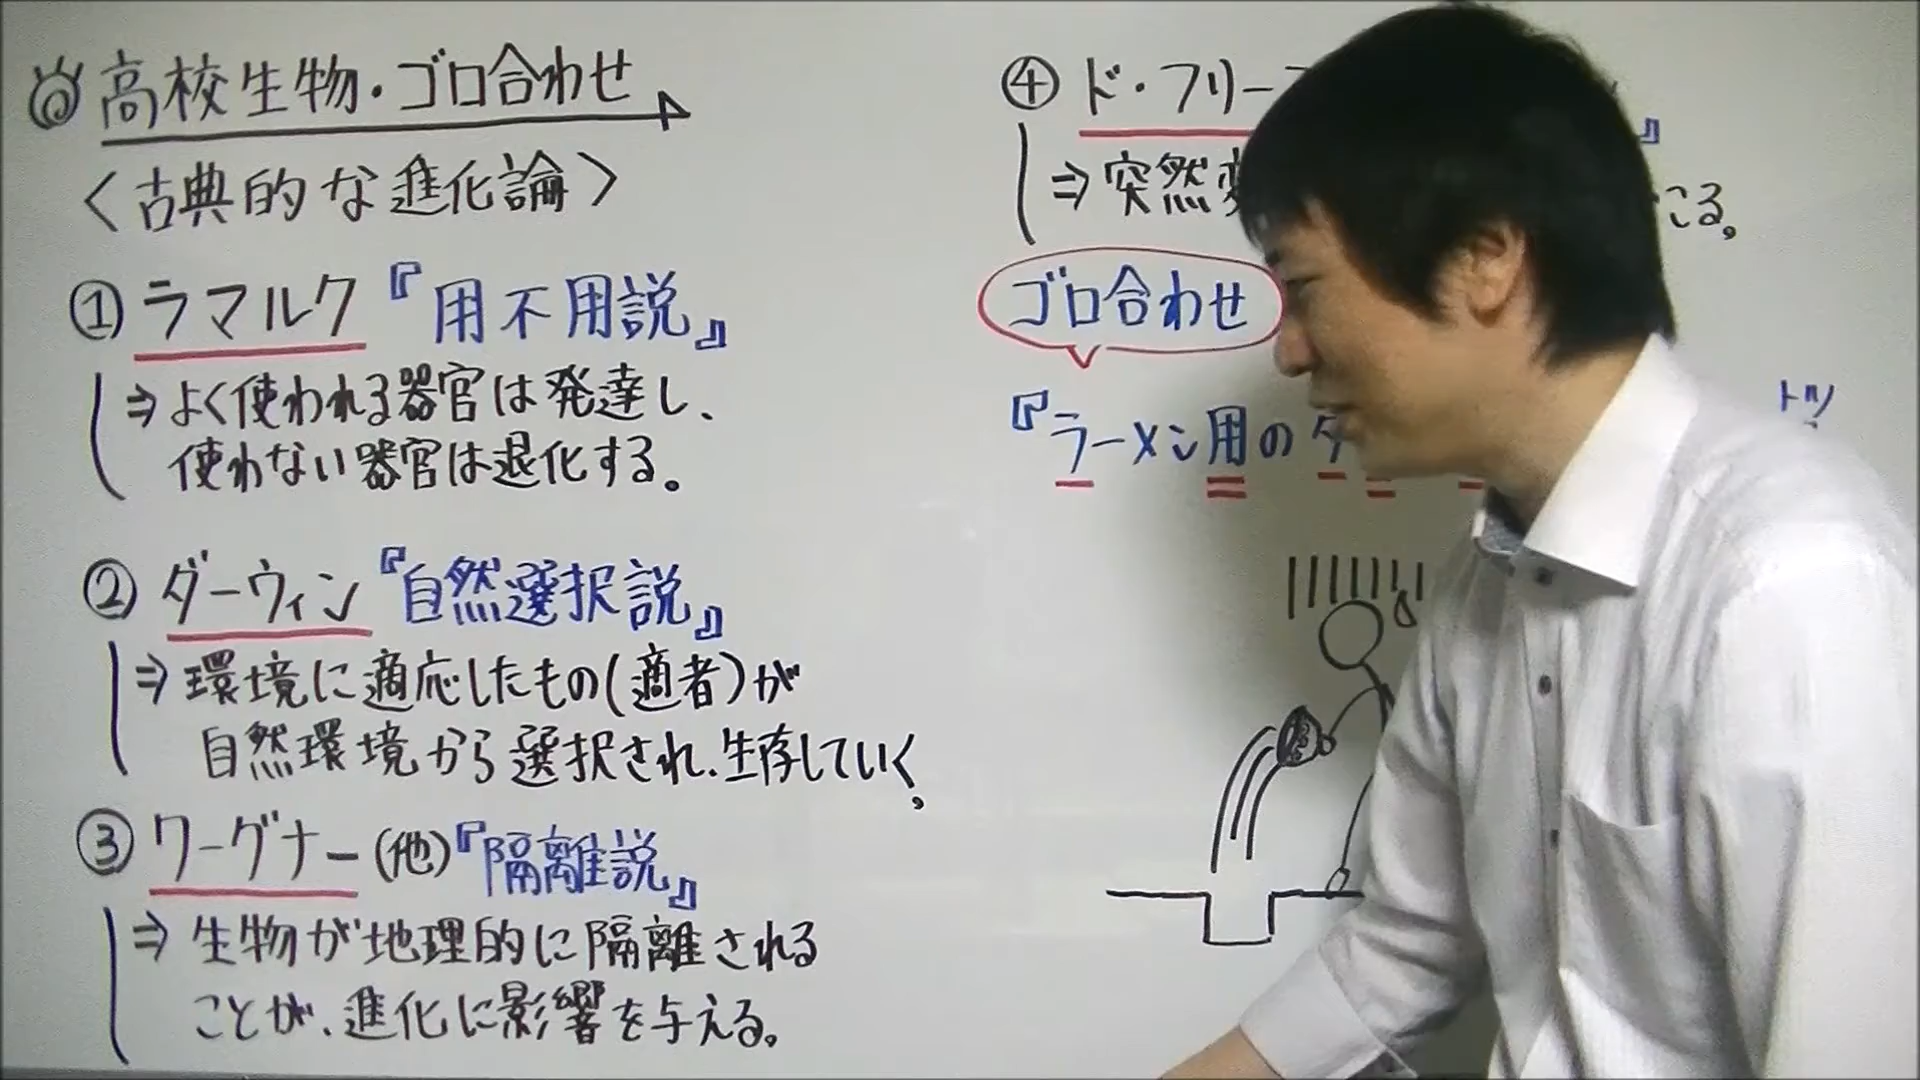 高校生物・ゴロ合わせ
<古典的な進化論>
① ラマルク『用不用説』
⇒ よく使われる器官は発達し、
使わない器官は退化する。
② ダーウィン『自然選択説』
⇒ 環境に適応したもの(適者)が
自然環境から選択され、生存していく。
③ ワーグナー(他)『隔離説』
⇒ 生物が地理的に隔離される
ことが、進化に影響を与える。
④ ド・フリー
』
⇒ 突然変
こる。
ゴロ合わせ
『ラーメン用のダ